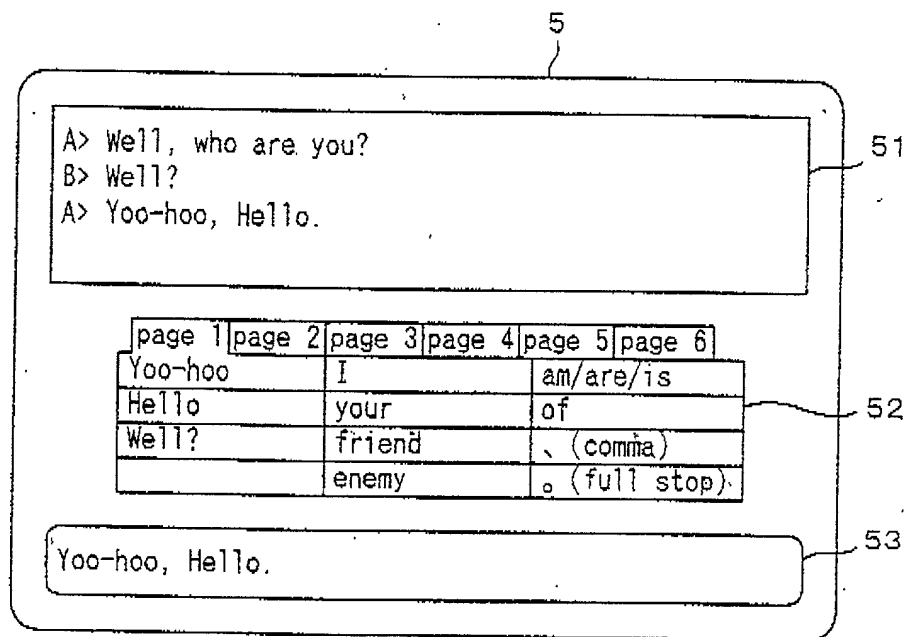 5
A> Well, who are you?
B> Well?
A> Yoo-hoo, Hello.
51
page 1 page 2 page 3 page 4 page 5 page 6
Yoo-hoo I am/are/is
Hello your of
52
Well? friend 、(comma)
enemy 。(full stop)
53
Yoo-hoo, Hello.